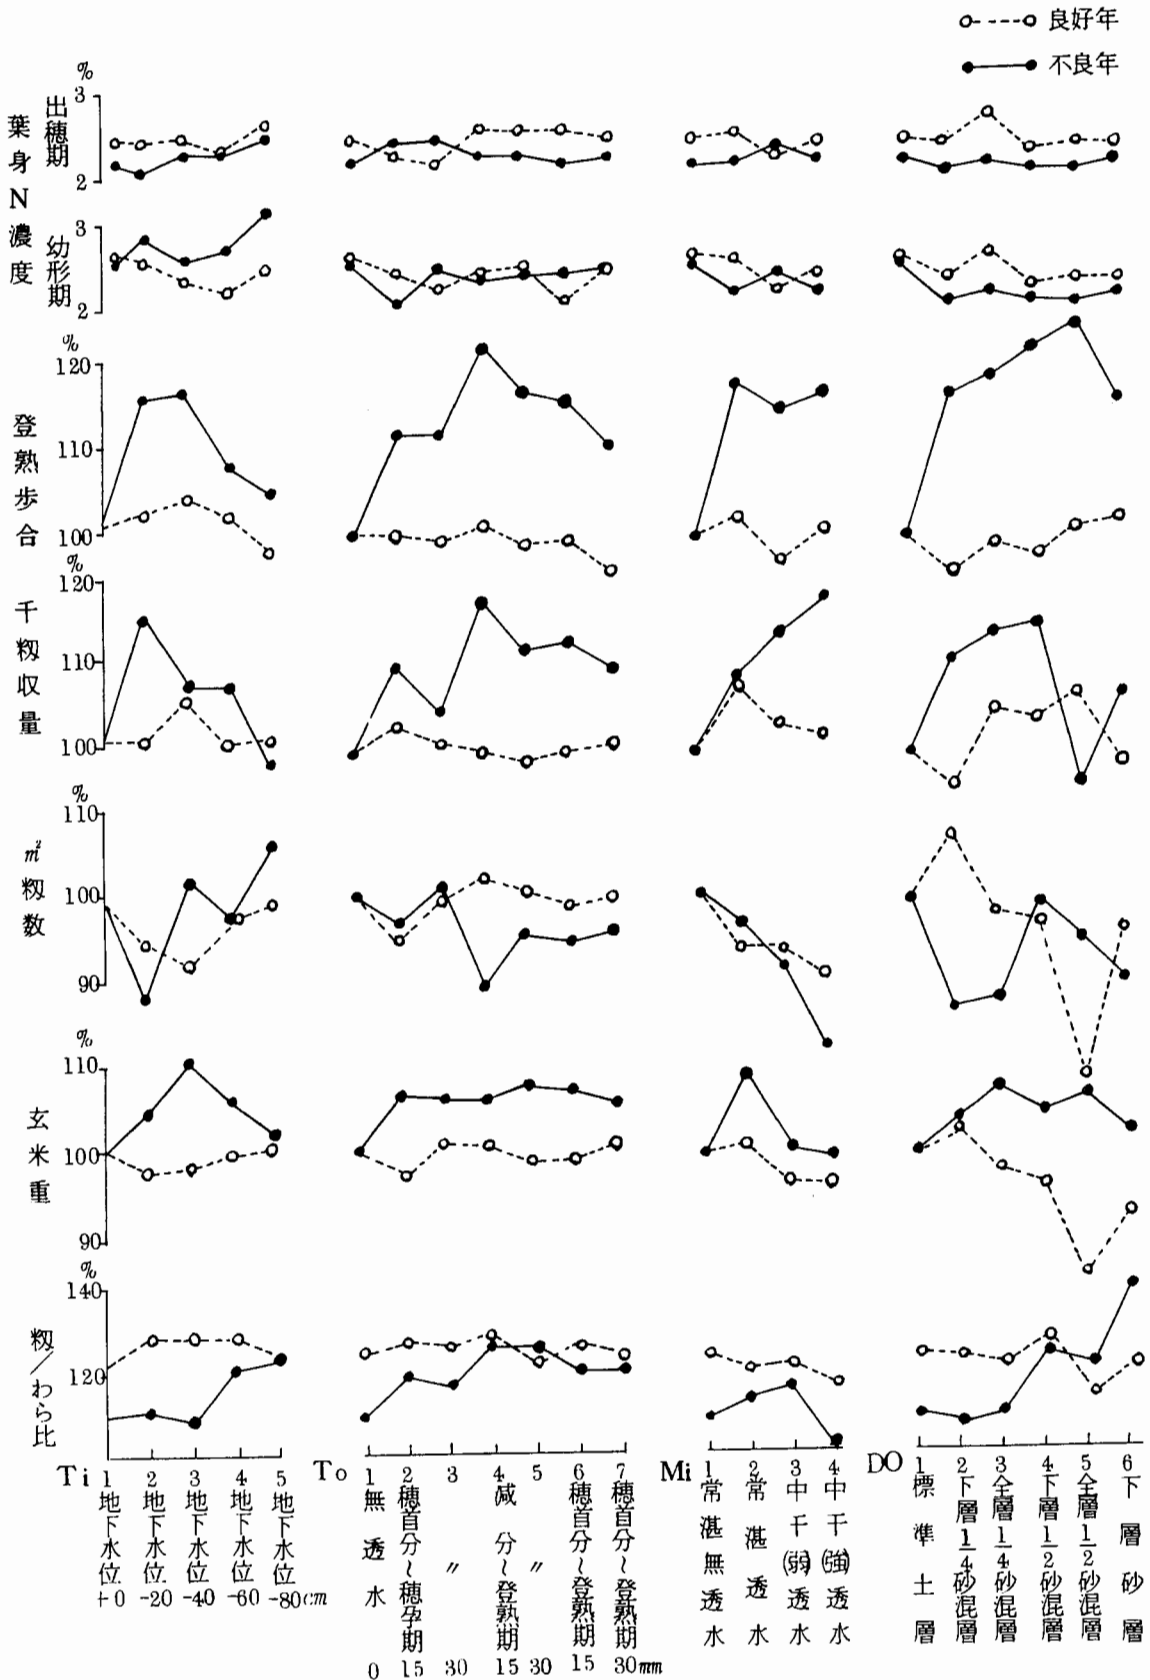 良好年
不良年
葉身N濃度
出穂期
%
3
2
幼形期
3
2
登熟歩合
%
120
110
100
千籾収量
%
120
110
100
㎡籾数
%
110
100
90
玄米重
%
110
100
90
籾/わら比
%
140
120
Ti
1 地下水位 +0
2 地下水位 -20
3 地下水位 -40
4 地下水位 -60
5 地下水位 -80cm
To
1 無透水 0
2 穂首分~穂孕期 15
3 〃 30
4 減分~登熟期 15
5 〃 30
6 穂首分~登熟期 15
7 穂首分~登熟期 30mm
Mi
1 常湛無透水
2 常湛透水
3 中干(弱)透水
4 中干(強)透水
DO
1 標準土層
2 下層1/4砂混層
3 全層1/4砂混層
4 下層1/2砂混層
5 全層1/2砂混層
6 下層砂層